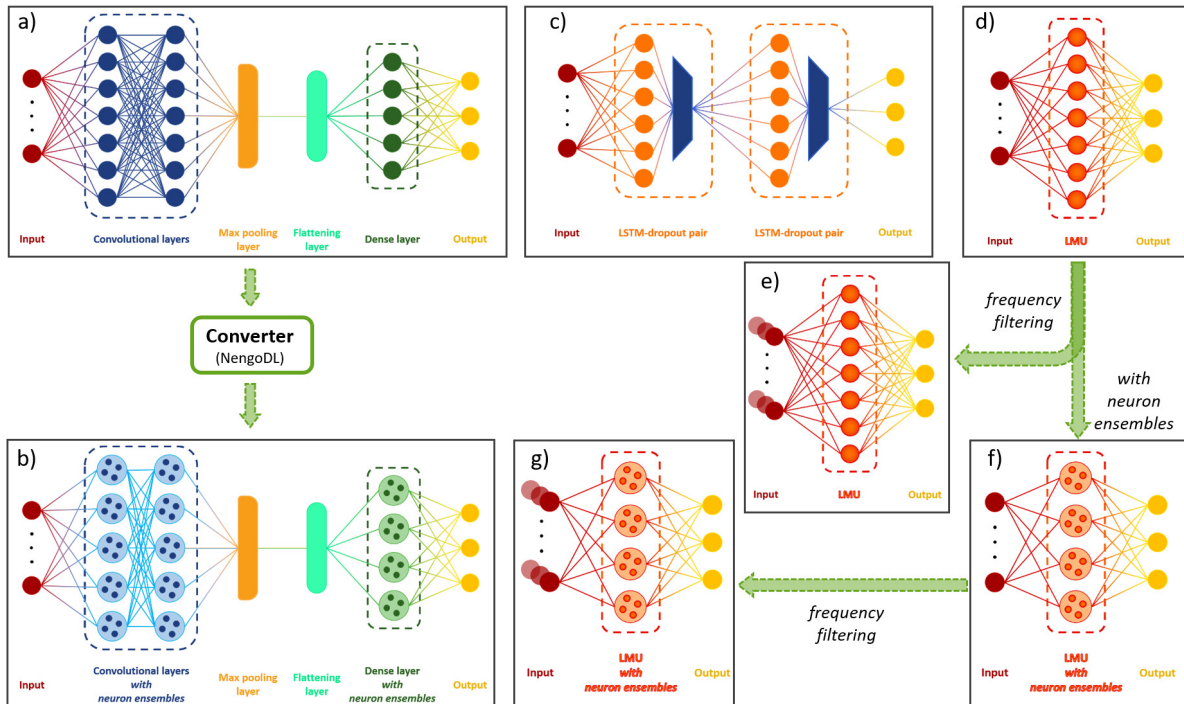 a)
Input
Convolutional layers
Max pooling
layer
Flattening
layer
Dense layer
Output
c)
Input
LSTM-dropout pair
LSTM-dropout pair
Output
d)
Input
LMU
Output
Converter
(NengoDL)
e)
Input
LMU
Output
frequency
filtering
with
neuron
ensembles
b)
Input
Convolutional layers
with
neuron ensembles
Max pooling
layer
Flattening
layer
Dense layer
with
neuron ensembles
Output
g)
Input
LMU
with
neuron ensembles
Output
frequency
filtering
f)
Input
LMU
with
neuron ensembles
Output